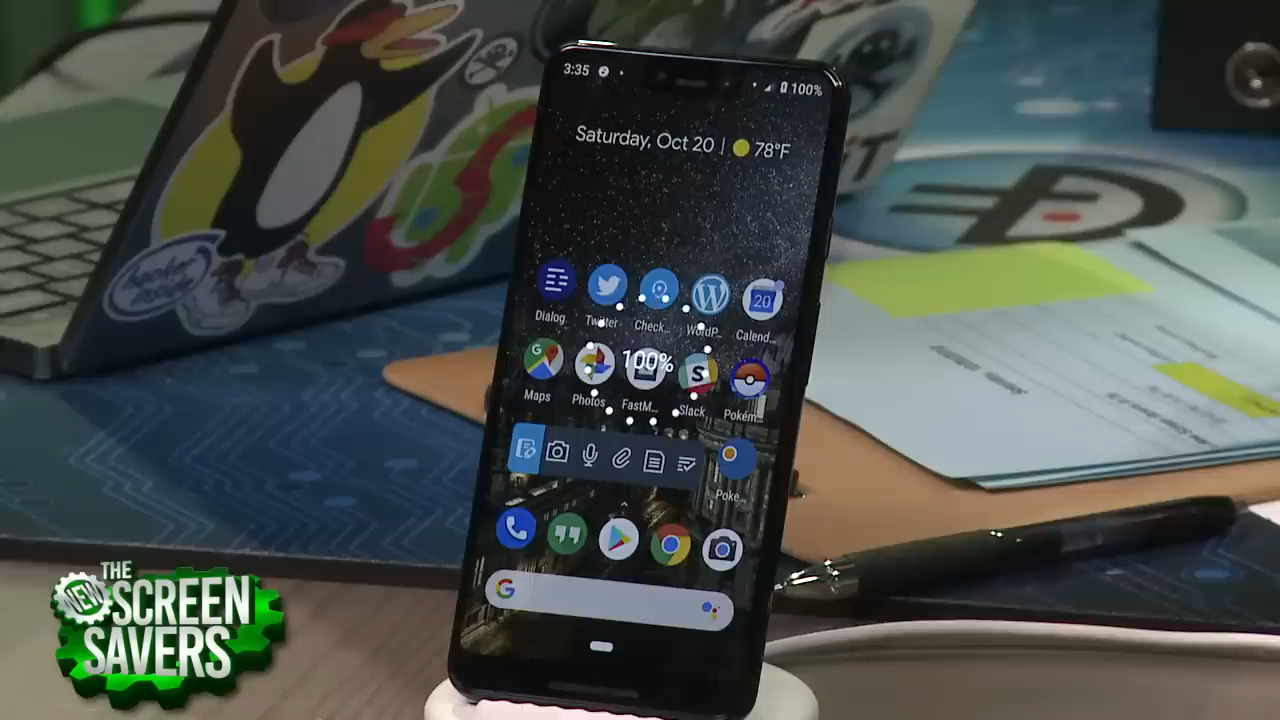 3:35
100%
Saturday, Oct 20 | 78°F
20
Dialog
Twitter
Check...
WordP...
Calend...
100%
Maps
Photos
FastM...
Slack
Pokém...
Poke...
THE
NEW
SCREEN
SAVERS